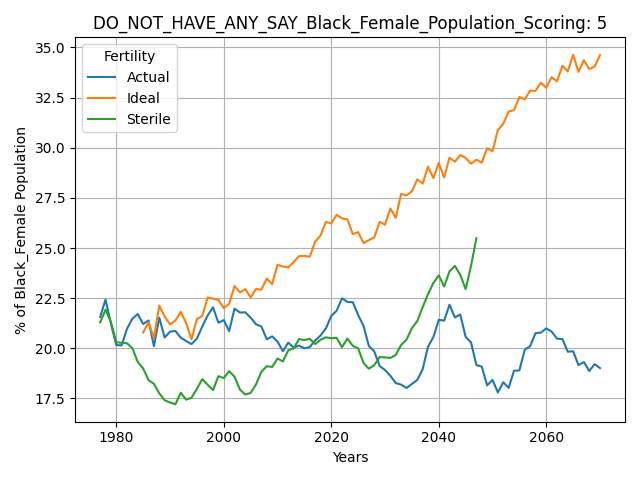 DO_NOT_HAVE_ANY_SAY_Black_Female_Population_Scoring: 5
Fertility
Actual
Ideal
Sterile
% of Black_Female Population
35.0
32.5
30.0
27.5
25.0
22.5
20.0
17.5
1980 2000 2020 2040 2060
Years